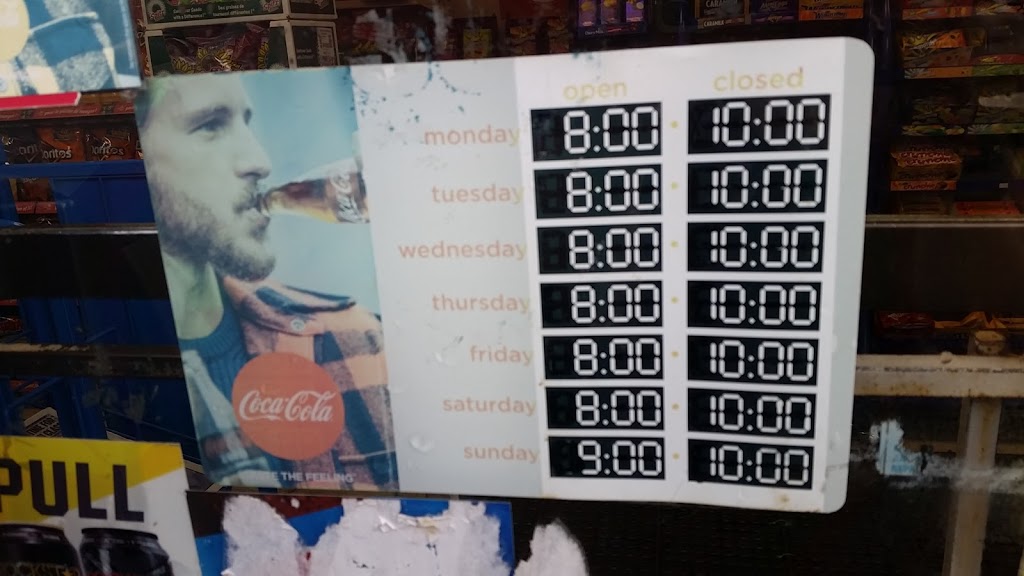 open closed
monday 8:00 10:00
tuesday 8:00 10:00
wednesday 8:00 10:00
thursday 8:00 10:00
friday 8:00 10:00
saturday 8:00 10:00
sunday 9:00 10:00
Coca-Cola
THE FEELING
PULL